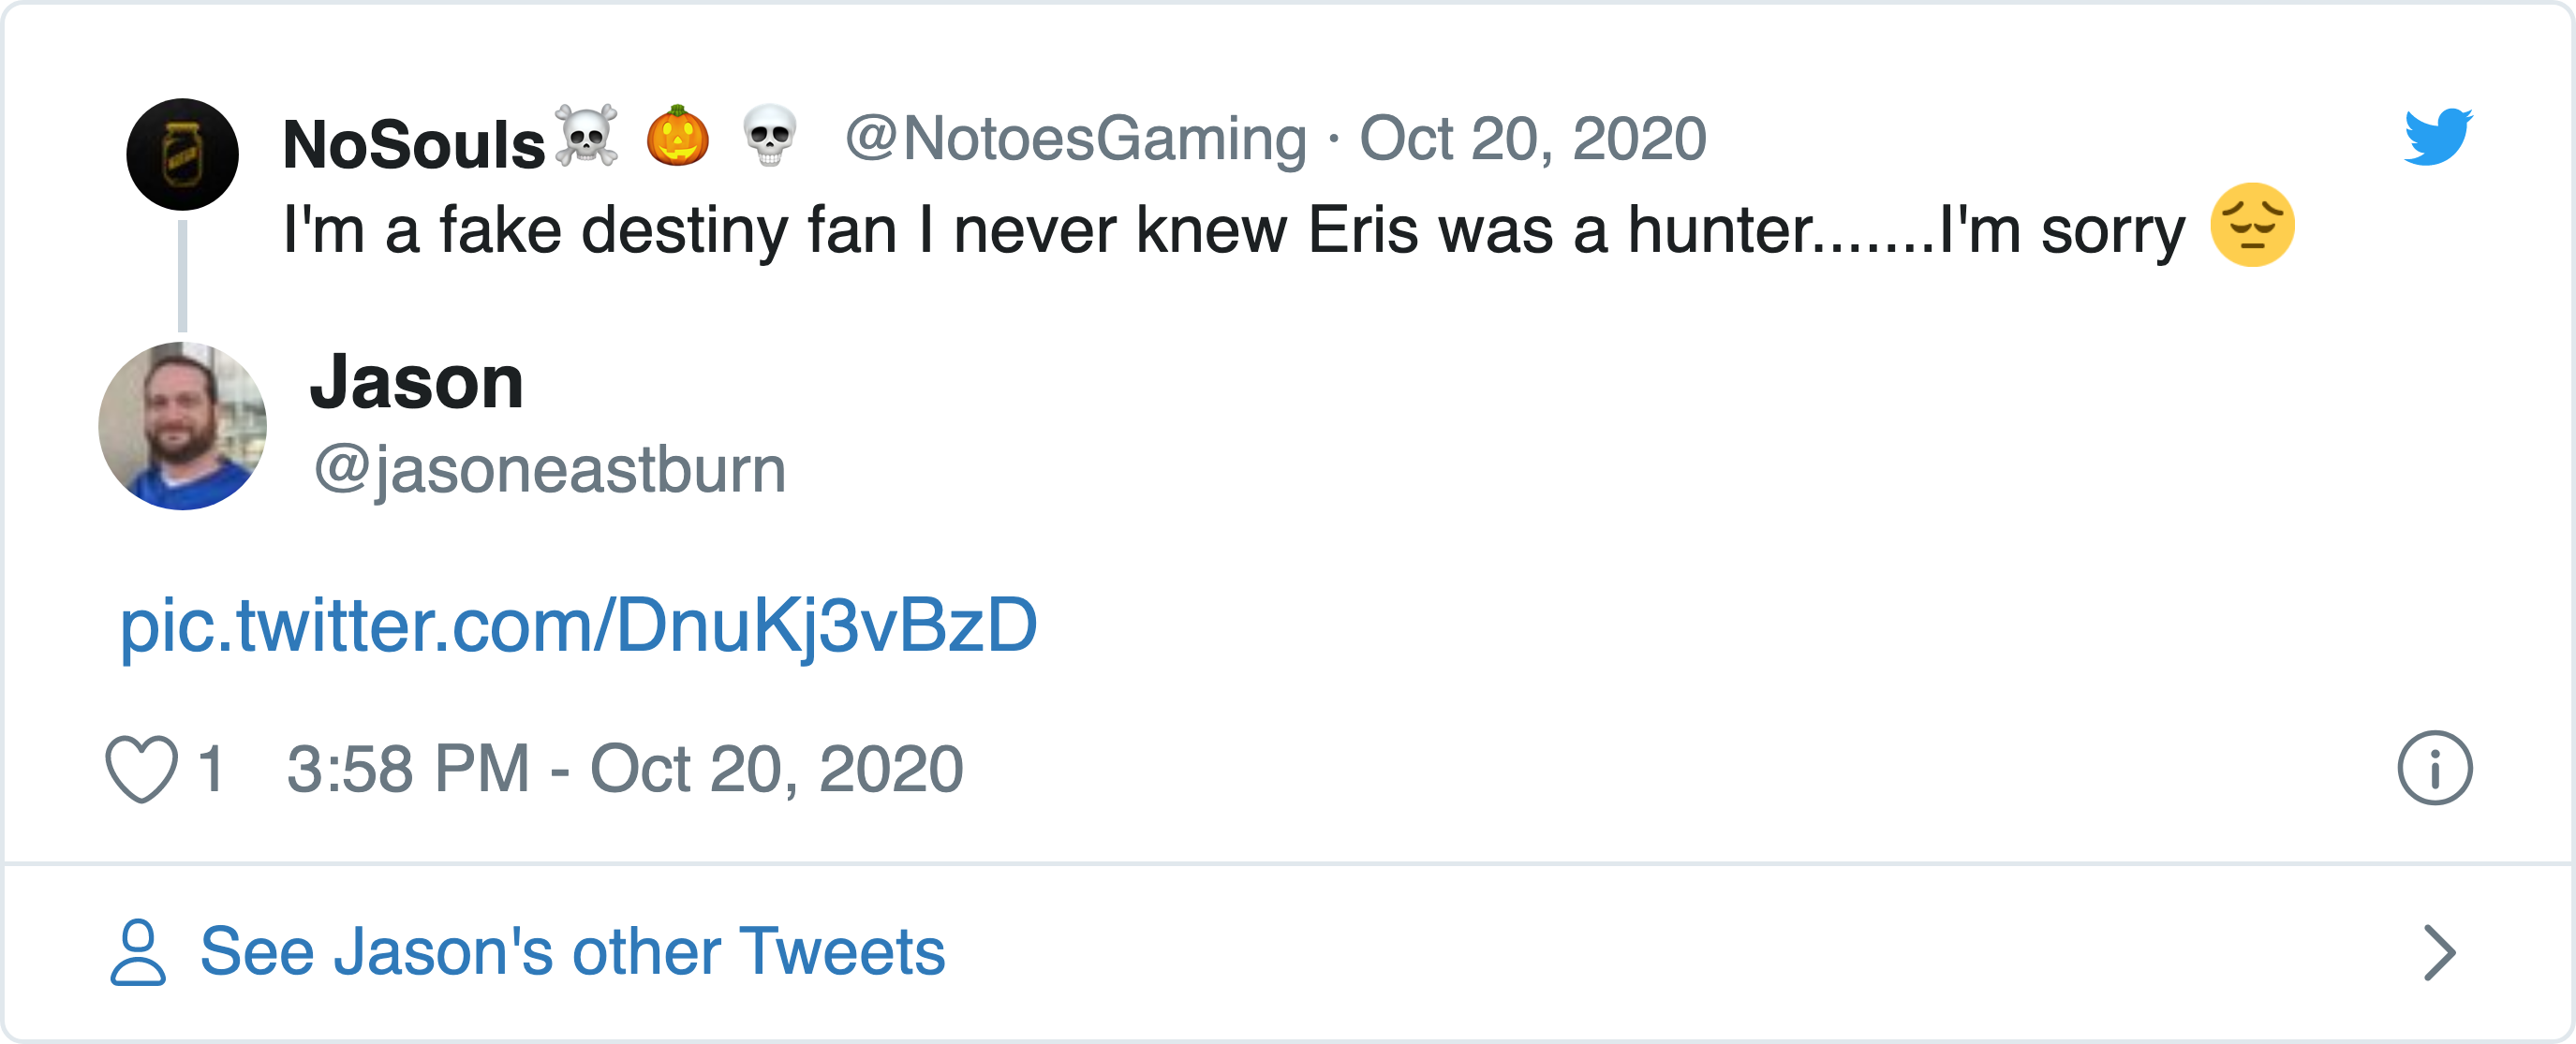 NoSouls☠️ 🎃 💀 @NotoesGaming · Oct 20, 2020
I'm a fake destiny fan I never knew Eris was a hunter.......I'm sorry 😔
Jason
@jasoneastburn
pic.twitter.com/DnuKj3vBzD
1 3:58 PM - Oct 20, 2020
See Jason's other Tweets